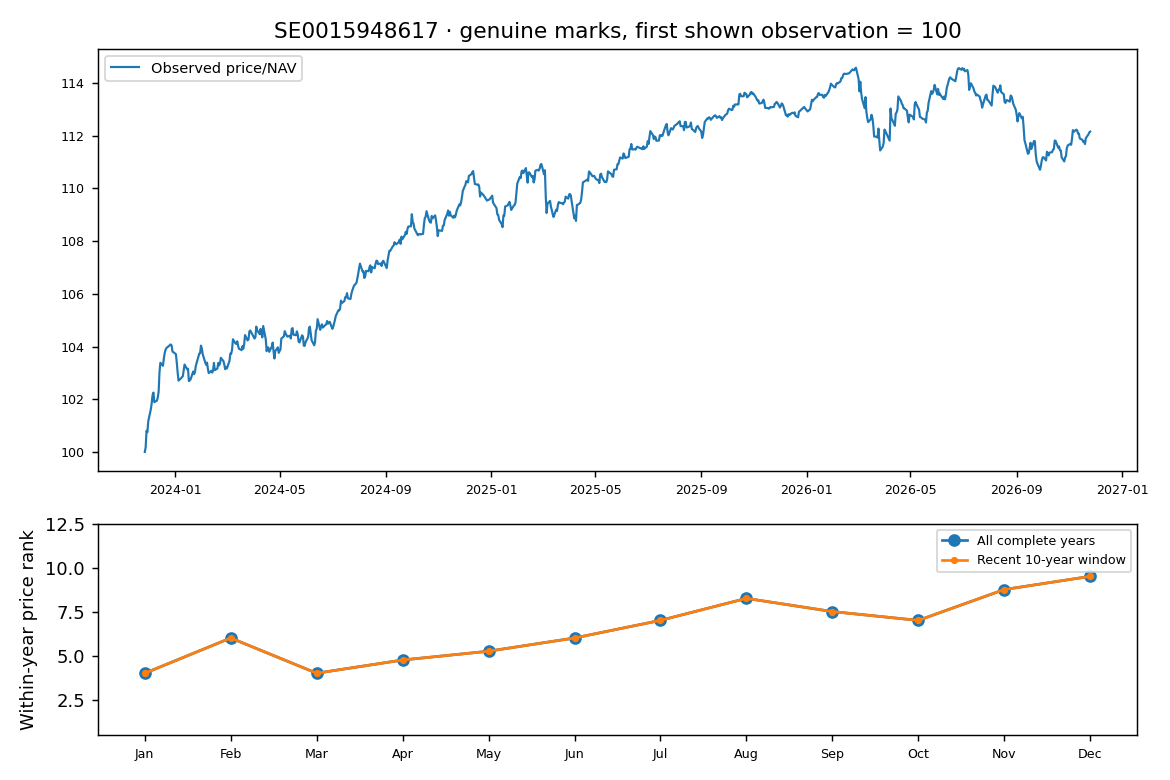 SE0015948617 · genuine marks, first shown observation = 100
Observed price/NAV
114
112
110
108
106
104
102
100
2024-01 2024-05 2024-09 2025-01 2025-05 2025-09 2026-01 2026-05 2026-09 2027-01
Within-year price rank
12.5
10.0
7.5
5.0
2.5
All complete years
Recent 10-year window
Jan Feb Mar Apr May Jun Jul Aug Sep Oct Nov Dec